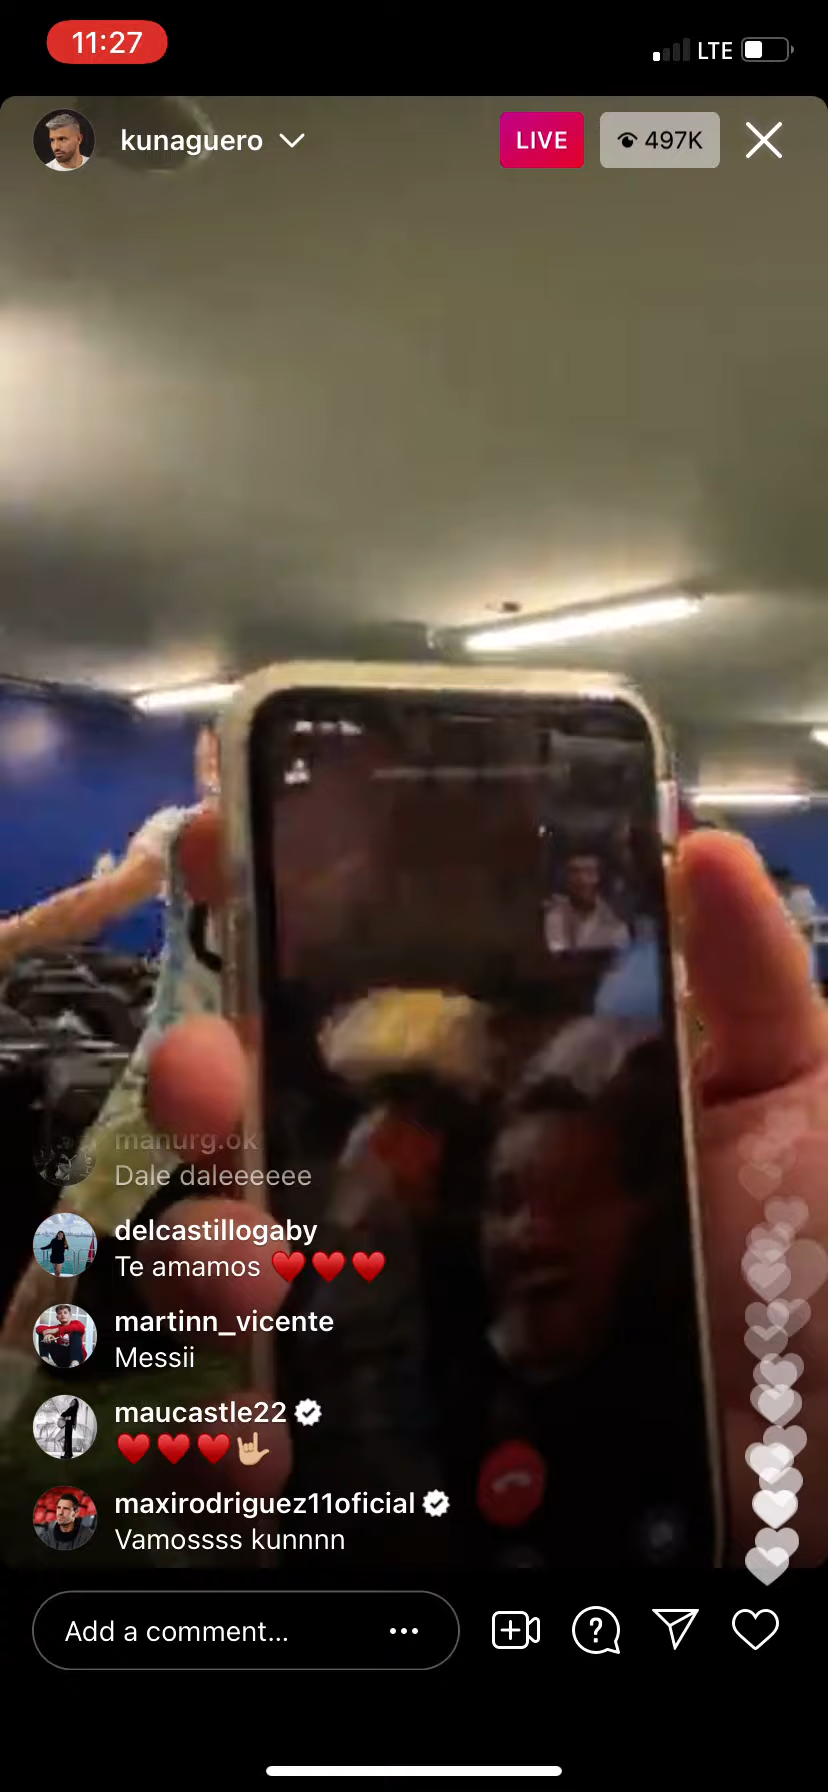 11:27
LTE
kunaguero
LIVE
497K
manurg.ok
Dale daleeeeee
delcastillogaby
Te amamos ❤️❤️❤️
martinn_vicente
Messii
maucastle22
❤️❤️❤️🤟🏼
maxirodriguez11oficial
Vamossss kunnnn
Add a comment...